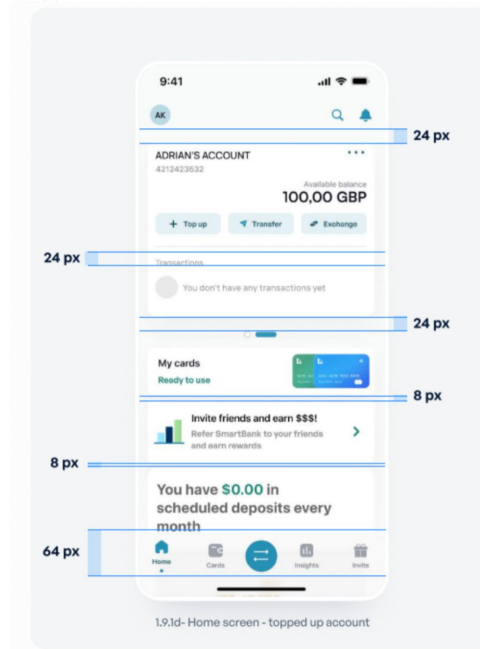 9:41
AK
24 px
ADRIAN'S ACCOUNT
4212423532
Available balance
100,00 GBP
Top up
Transfer
Exchange
24 px
Transactions
You don't have any transactions yet
24 px
My cards
Ready to use
8 px
Invite friends and earn $$$!
Refer SmartBank to your friends
and earn rewards
8 px
You have $0.00 in
scheduled deposits every
month
64 px
Home
Cards
Insights
Invite
1.9.1d- Home screen - topped up account